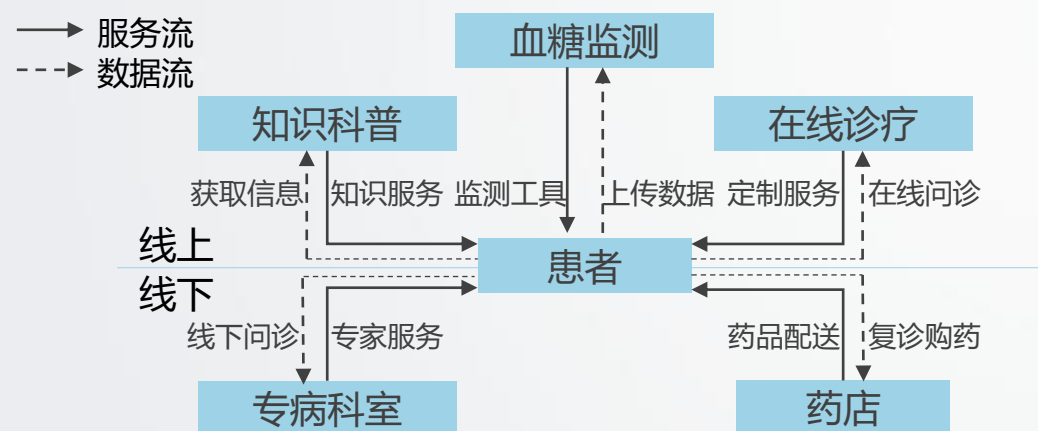 服务流
数据流
血糖监测
知识科普
在线诊疗
获取信息
知识服务
监测工具
上传数据
定制服务
在线问诊
线上
患者
线下
线下问诊
专家服务
药品配送
复诊购药
专病科室
药店